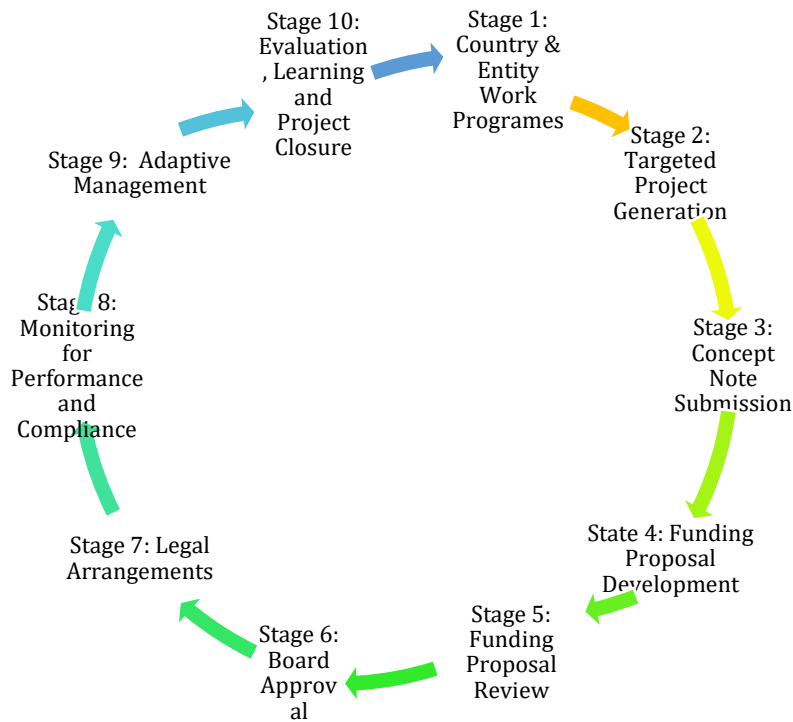 Stage 1:
Country &
Entity
Work
Programes
Stage 2:
Targeted
Project
Generation
Stage 3:
Concept
Note
Submission
State 4: Funding
Proposal
Development
Stage 5:
Funding
Proposal
Review
Stage 6:
Board
Approv
al
Stage 7: Legal
Arrangements
Stage 8:
Monitoring
for
Performance
and
Compliance
Stage 9:  Adaptive
Management
Stage 10:
Evaluation
, Learning
and
Project
Closure